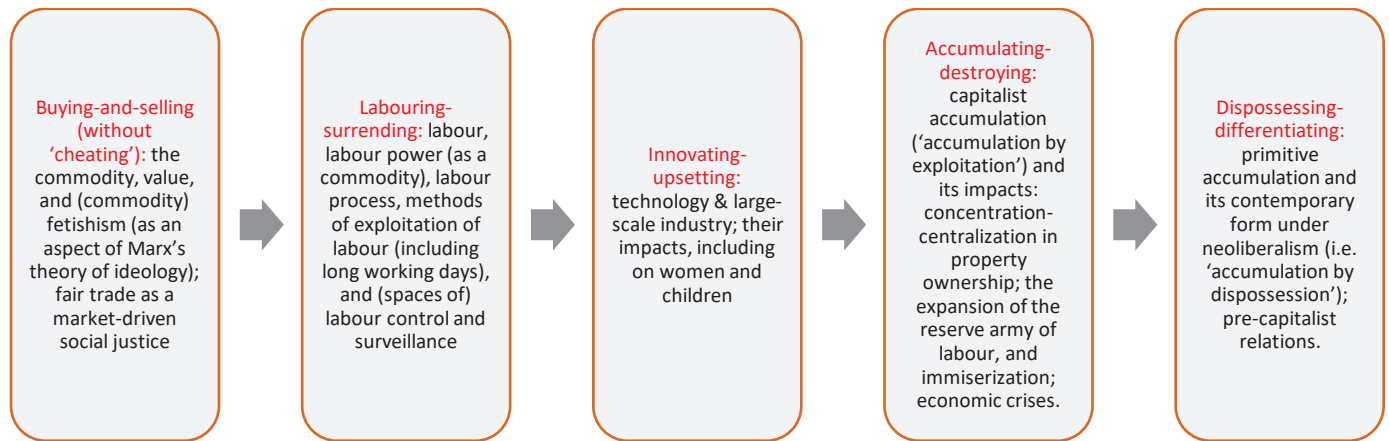 Buying-and-selling
(without
‘cheating’): the
commodity, value,
and (commodity)
fetishism (as an
aspect of Marx’s
theory of ideology);
fair trade as a
market-driven
social justice
Labouring-
surrending: labour,
labour power (as a
commodity), labour
process, methods
of exploitation of
labour (including
long working days),
and (spaces of)
labour control and
surveillance
Innovating-
upsetting:
technology & large-
scale industry; their
impacts, including
on women and
children
Accumulating-
destroying:
capitalist
accumulation
(‘accumulation by
exploitation’) and
its impacts:
concentration-
centralization in
property
ownership; the
expansion of the
reserve army of
labour, and
immiserization;
economic crises.
Dispossessing-
differentiating:
primitive
accumulation and
its contemporary
form under
neoliberalism (i.e.
‘accumulation by
dispossession’);
pre-capitalist
relations.